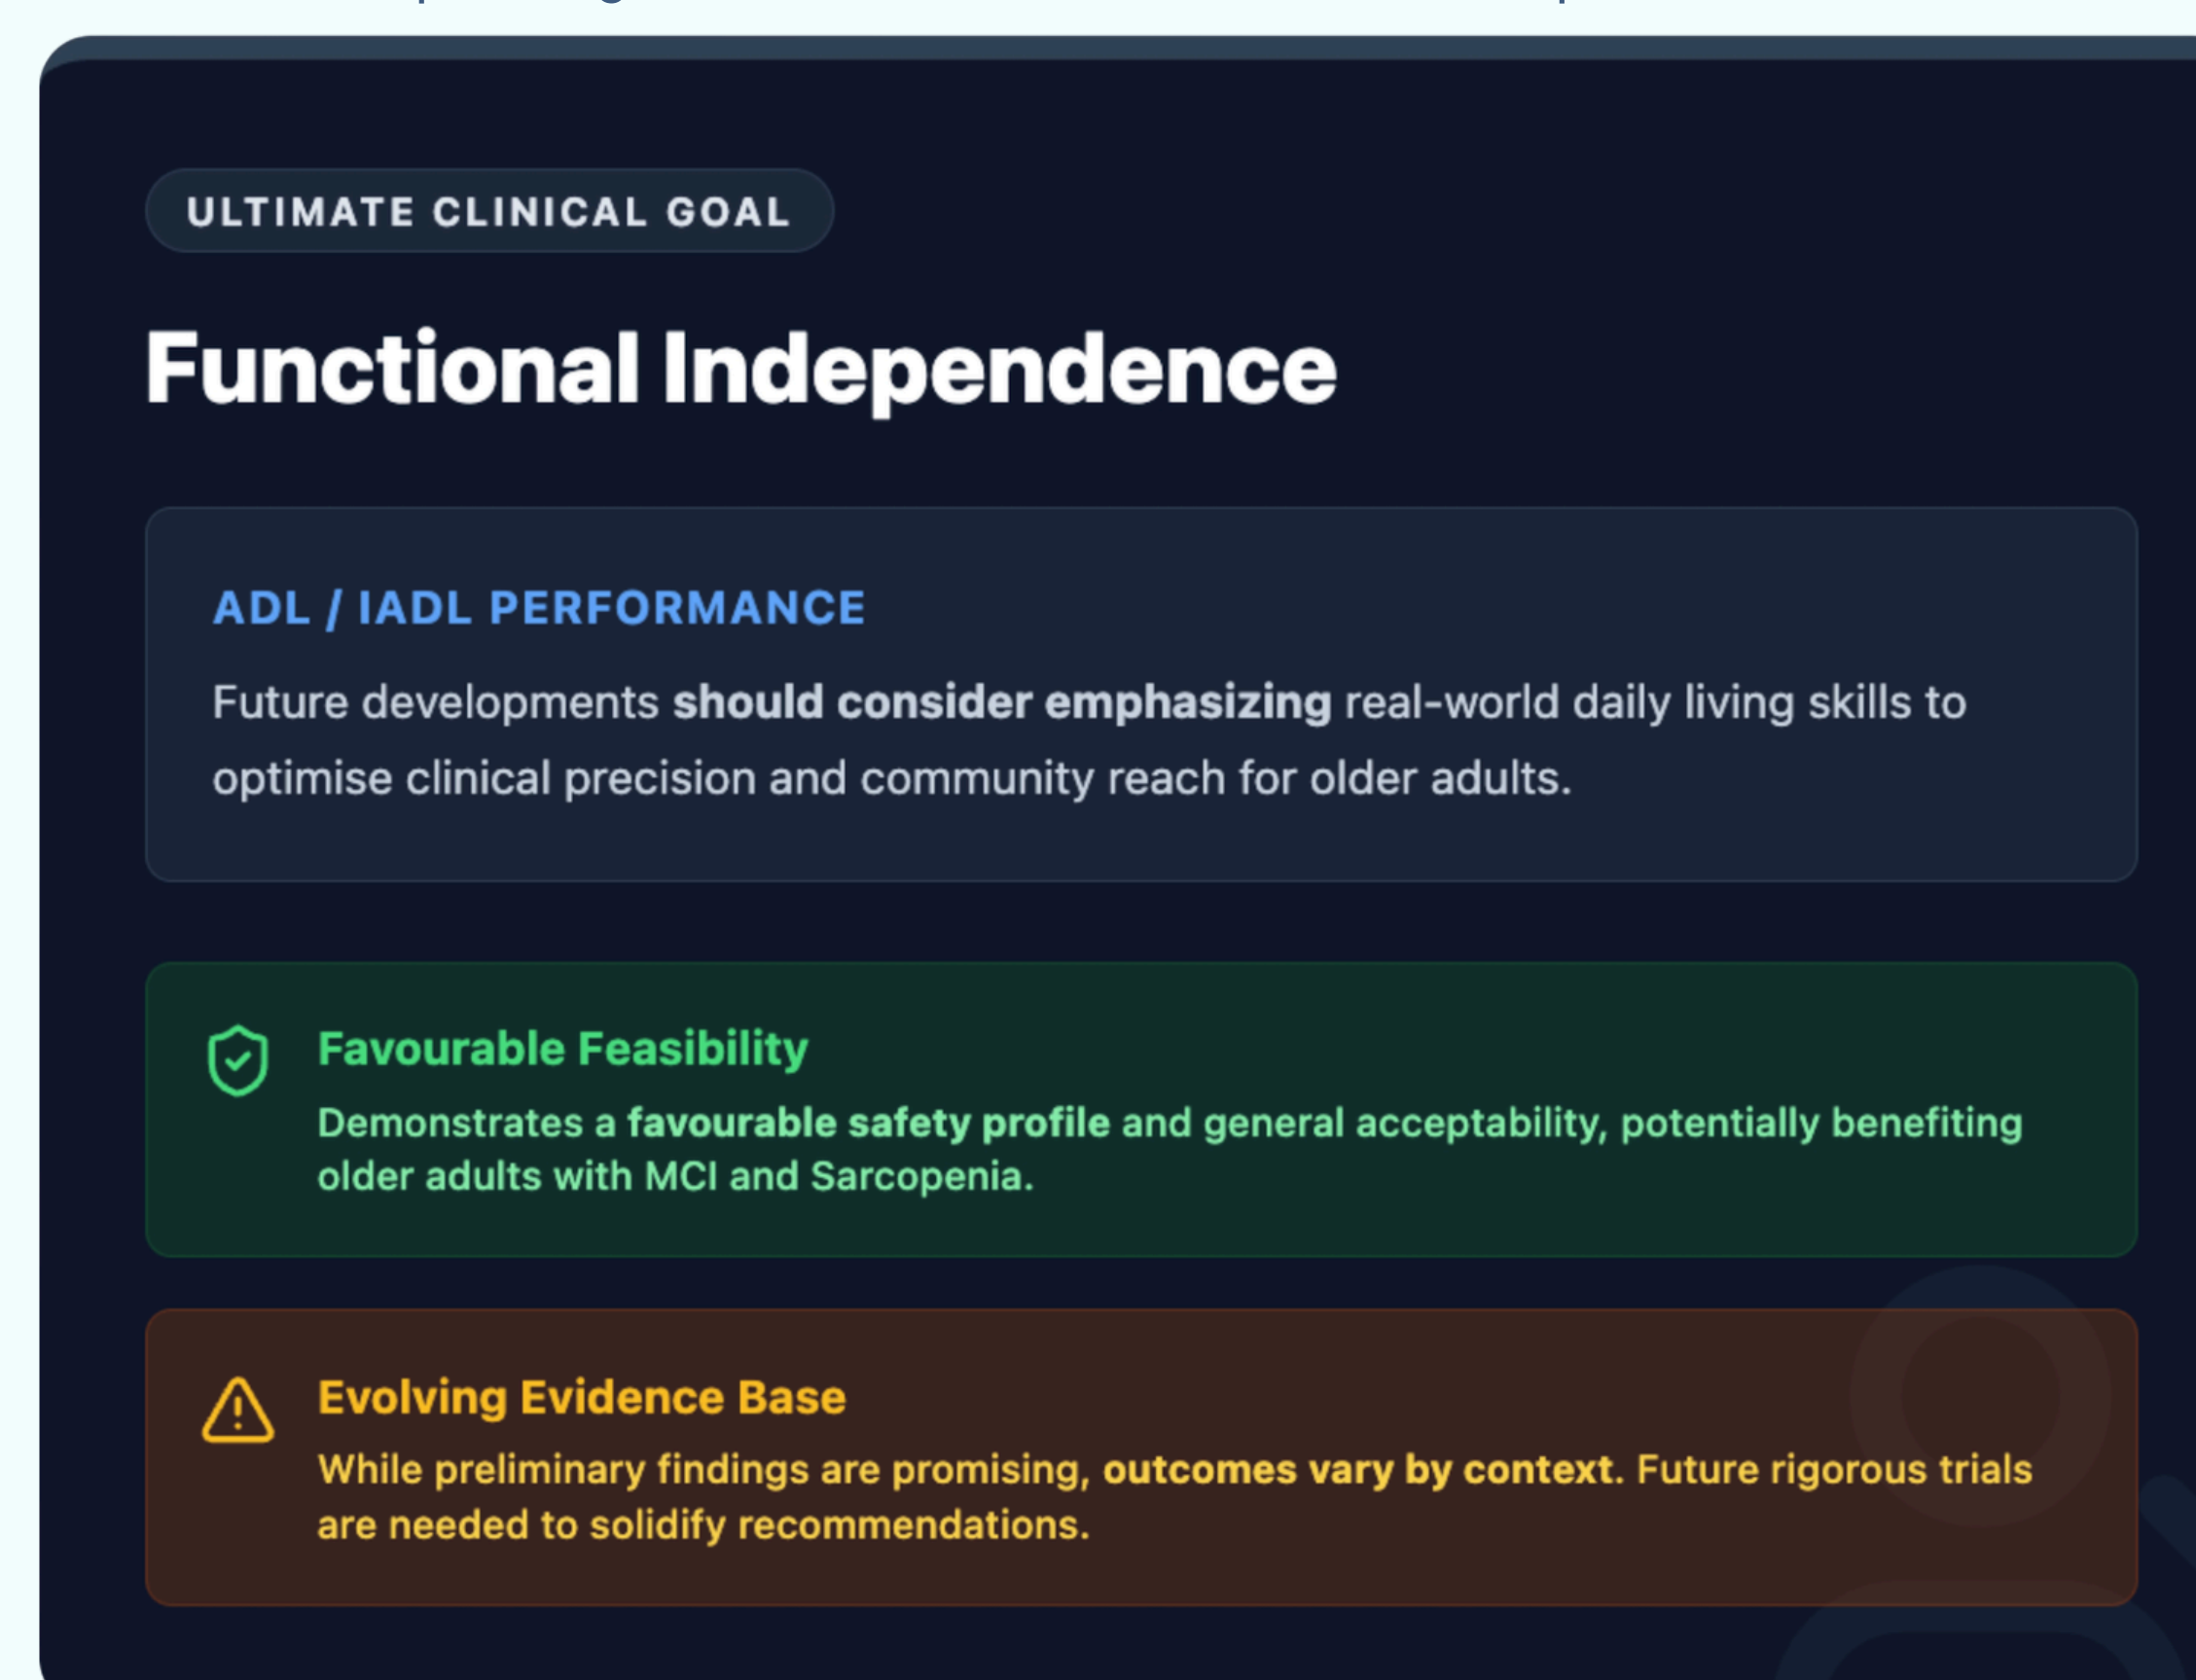 ULTIMATE CLINICAL GOAL
Functional Independence
ADL / IADL PERFORMANCE
Future developments should consider emphasizing real-world daily living skills to
optimise clinical precision and community reach for older adults.
Favourable Feasibility
Demonstrates a favourable safety profile and general acceptability, potentially benefiting
older adults with MCI and Sarcopenia.
Evolving Evidence Base
While preliminary findings are promising, outcomes vary by context. Future rigorous trials
are needed to solidify recommendations.